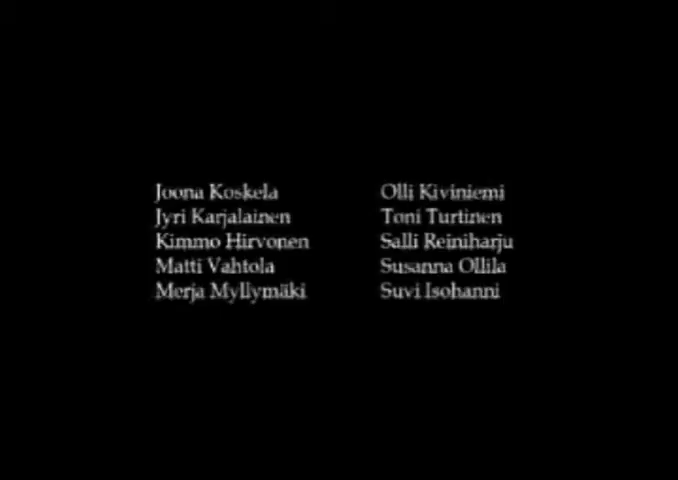 Joona Koskela
Jyri Karjalainen
Kimmo Hirvonen
Matti Vahtola
Merja Myllymäki
Olli Kiviniemi
Toni Turtinen
Salli Reiniharju
Susanna Ollila
Suvi Isohanni